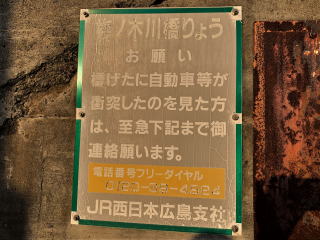 ノ木川橋りょう
お願い
橋げたに自動車等が
衝突したのを見た方
は、至急下記まで御
連絡願います。
電話番号フリーダイヤル
JR西日本広島支社